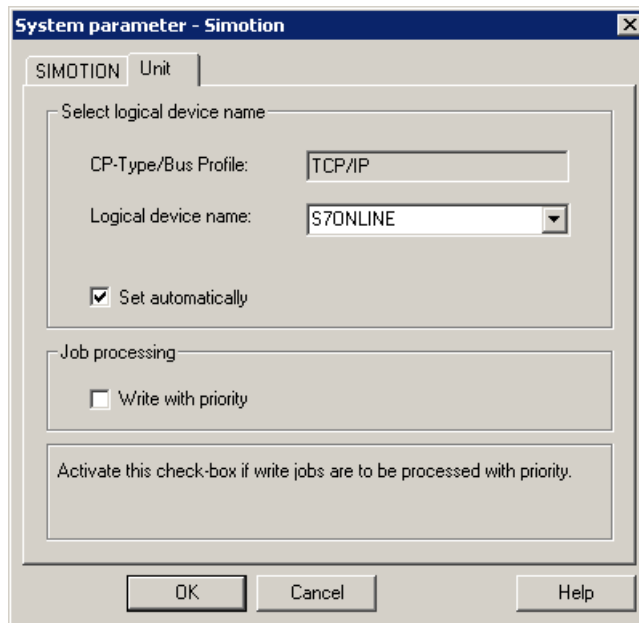 System parameter - Simotion
SIMOTION Unit
Select logical device name
CP-Type/Bus Profile: TCP/IP
Logical device name: S7ONLINE
Set automatically
Job processing
Write with priority
Activate this check-box if write jobs are to be processed with priority.
OK Cancel Help